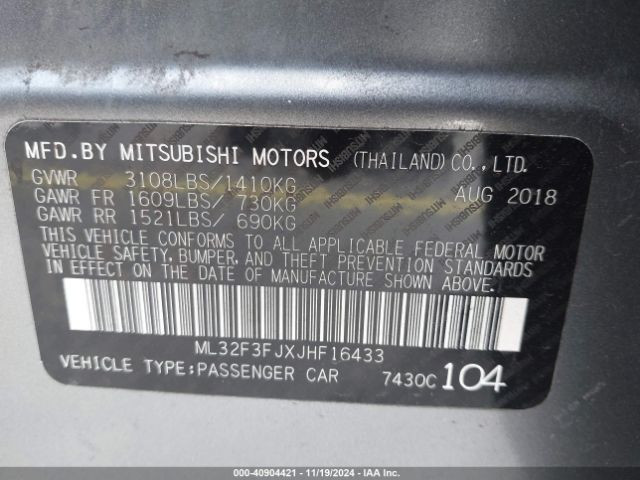 MFD.BY MITSUBISHI MOTORS (THAILAND) CO.,LTD.
GVWR 3108LBS/1410KG AUG 2018
GAWR FR 1609LBS/ 730KG
GAWR RR 1521LBS/ 690KG
THIS VEHICLE CONFORMS TO ALL APPLICABLE FEDERAL MOTOR
VEHICLE SAFETY, BUMPER, AND THEFT PREVENTION STANDARDS
IN EFFECT ON THE DATE OF MANUFACTURE SHOWN ABOVE.
ML32F3FJXJHF16433
VEHICLE TYPE:PASSENGER CAR 7430C 104
000-40904421 - 11/19/2024 - IAA Inc.